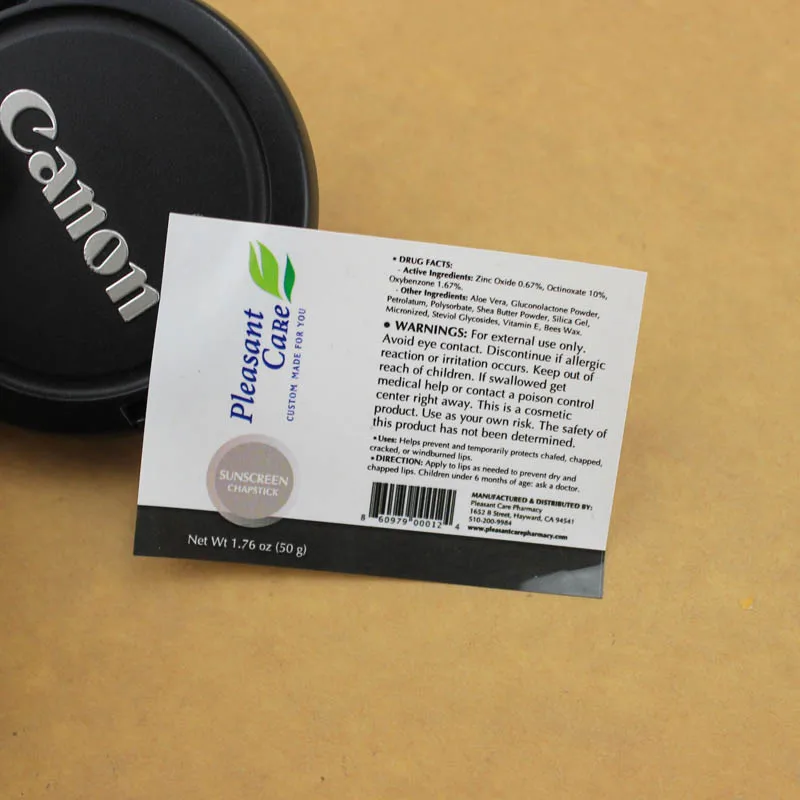 Canon
Pleasant
Care
CUSTOM MADE FOR YOU
SUNSCREEN
CHAPSTICK
Net Wt 1.76 oz (50 g)
• DRUG FACTS:
- Active Ingredients: Zinc Oxide 0.67%, Octinoxate 10%,
Oxybenzone 1.67%.
- Other Ingredients: Aloe Vera, Gluconolactone Powder,
Petrolatum, Polysorbate, Shea Butter Powder, Silica Gel,
Micronized, Steviol Glycosides, Vitamin E, Bees Wax.
• WARNINGS: For external use only.
Avoid eye contact. Discontinue if allergic
reaction or irritation occurs. Keep out of
reach of children. If swallowed get
medical help or contact a poison control
center right away. This is a cosmetic
product. Use as your own risk. The safety of
this product has not been determined.
• Uses: Helps prevent and temporarily protects chafed, chapped,
cracked, or windburned lips.
• DIRECTION: Apply to lips as needed to prevent dry and
chapped lips. Children under 6 months of age: ask a doctor.
8 60979 00012 4
MANUFACTURED & DISTRIBUTED BY:
Pleasant Care Pharmacy
1652 B Street, Hayward, CA 94541
510-200-9984
www.pleasantcarepharmacy.com